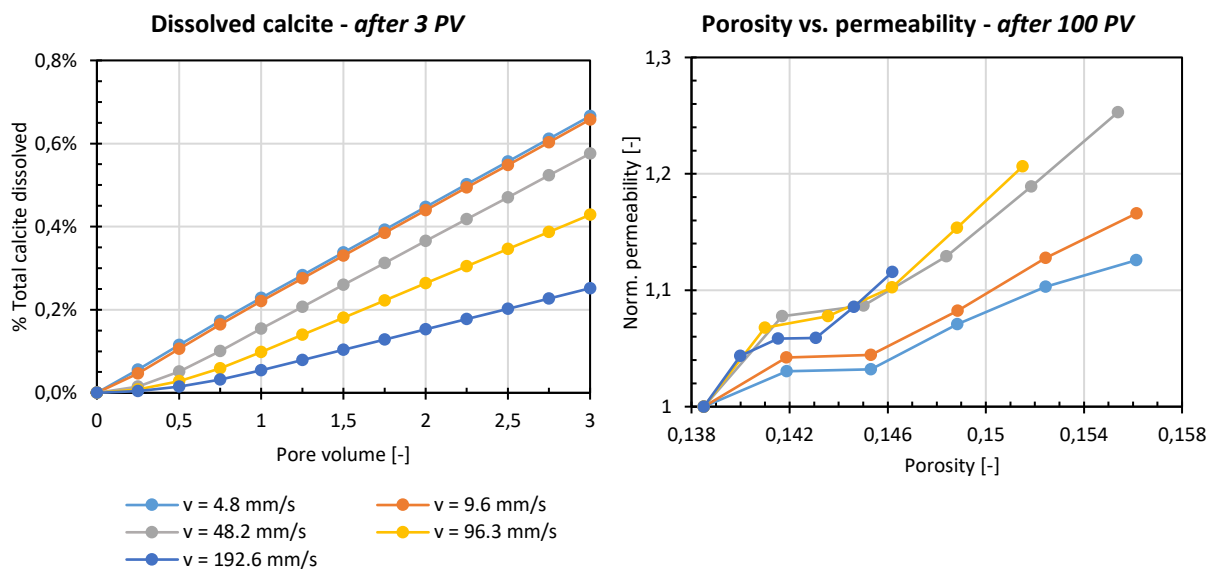 Dissolved calcite - after 3 PV
0,8%
0,6%
0,4%
0,2%
0,0%
% Total calcite dissolved
0
0,5
1
1,5
2
2,5
3
Pore volume [-]
Porosity vs. permeability - after 100 PV
1,3
1,2
1,1
1
Norm. permeability [-]
0,138
0,142
0,146
0,15
0,154
0,158
Porosity [-]
v = 4.8 mm/s
v = 9.6 mm/s
v = 48.2 mm/s
v = 96.3 mm/s
v = 192.6 mm/s